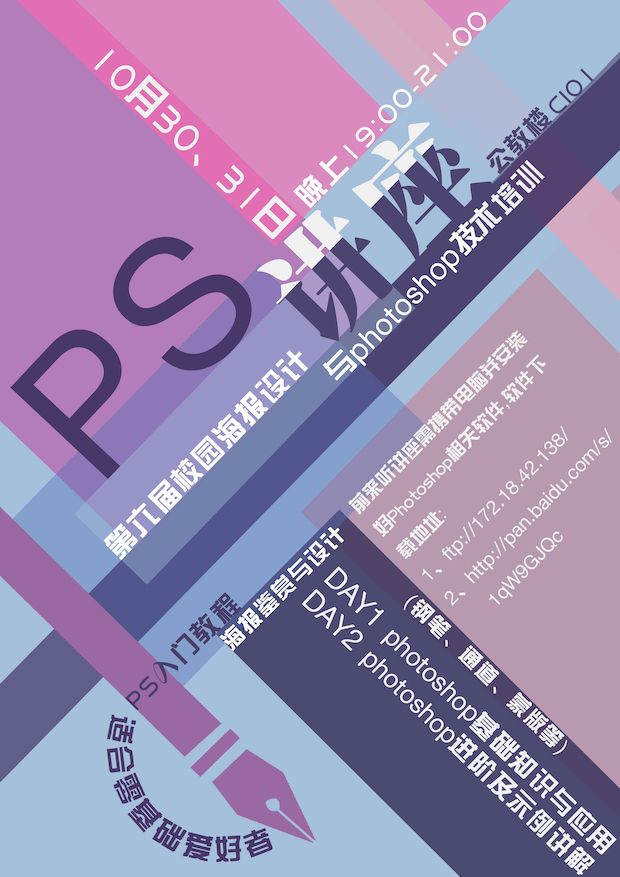 10月30、31日
晚上19:00-21:00
公教楼C101
PS讲座
第六届校园海报设计
与photoshop技术培训
前来听讲座需携带电脑并安装
好Photoshop相关软件,软件下
载地址:
1、ftp://172.18.42.138/
2、http://pan.baidu.com/s/
1qW9GJQc
海报鉴赏与设计
DAY1 photoshop基础知识与应用
(钢笔、通道、蒙版等)
DAY2 photoshop进阶及示例讲解
PS入门教程
适合零基础爱好者